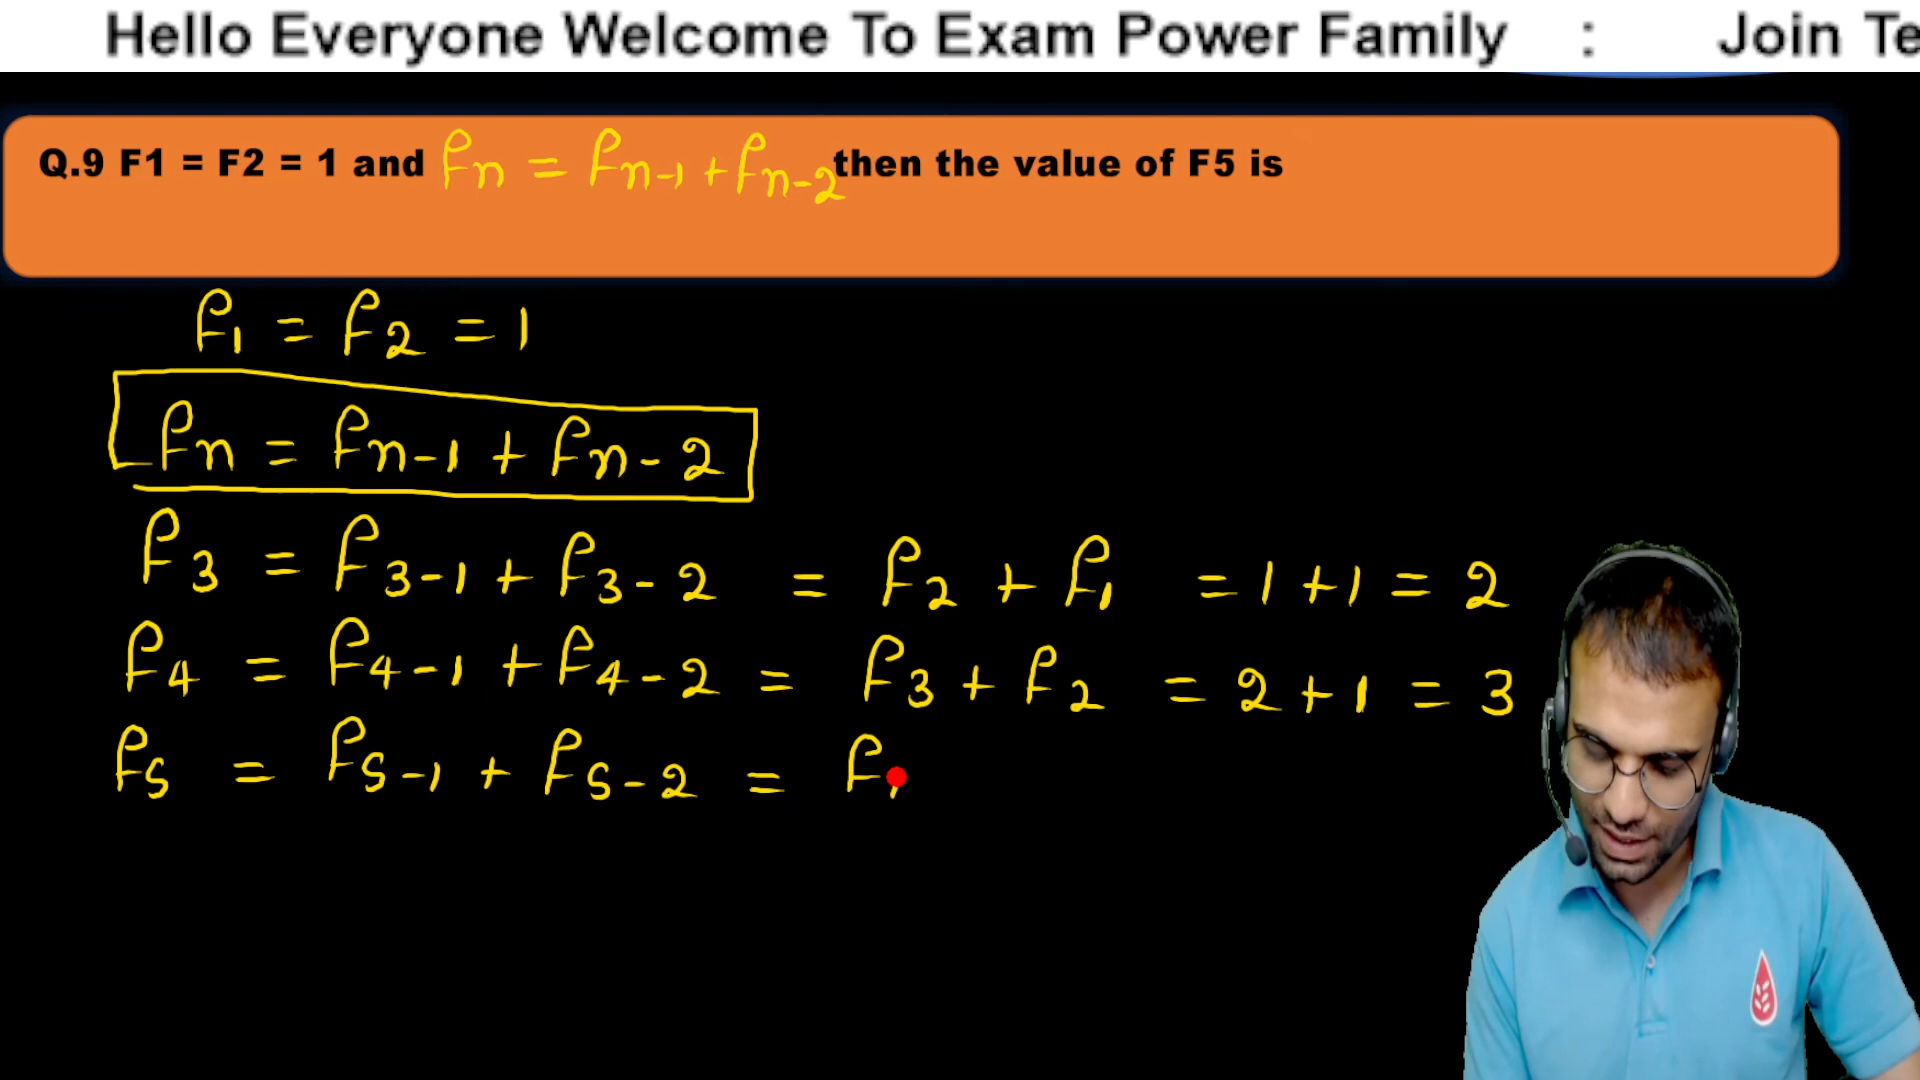 Hello Everyone Welcome To Exam Power Family : Join Te
Q.9 F1 = F2 = 1 and Fn = Fn-1 + Fn-2 then the value of F5 is
F1 = F2 = 1
Fn = Fn-1 + Fn-2
F3 = F3-1 + F3-2 = F2 + F1 = 1 + 1 = 2
F4 = F4-1 + F4-2 = F3 + F2 = 2 + 1 = 3
F5 = F5-1 + F5-2 = F